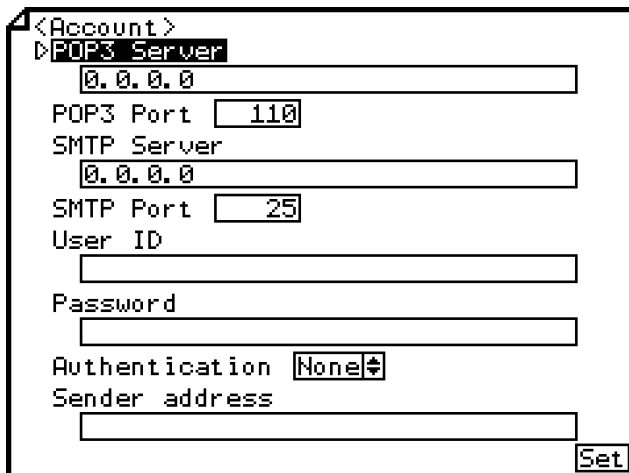 <Account>
POP3 Server
0.0.0.0
POP3 Port 110
SMTP Server
0.0.0.0
SMTP Port 25
User ID
Password
Authentication None
Sender address
Set